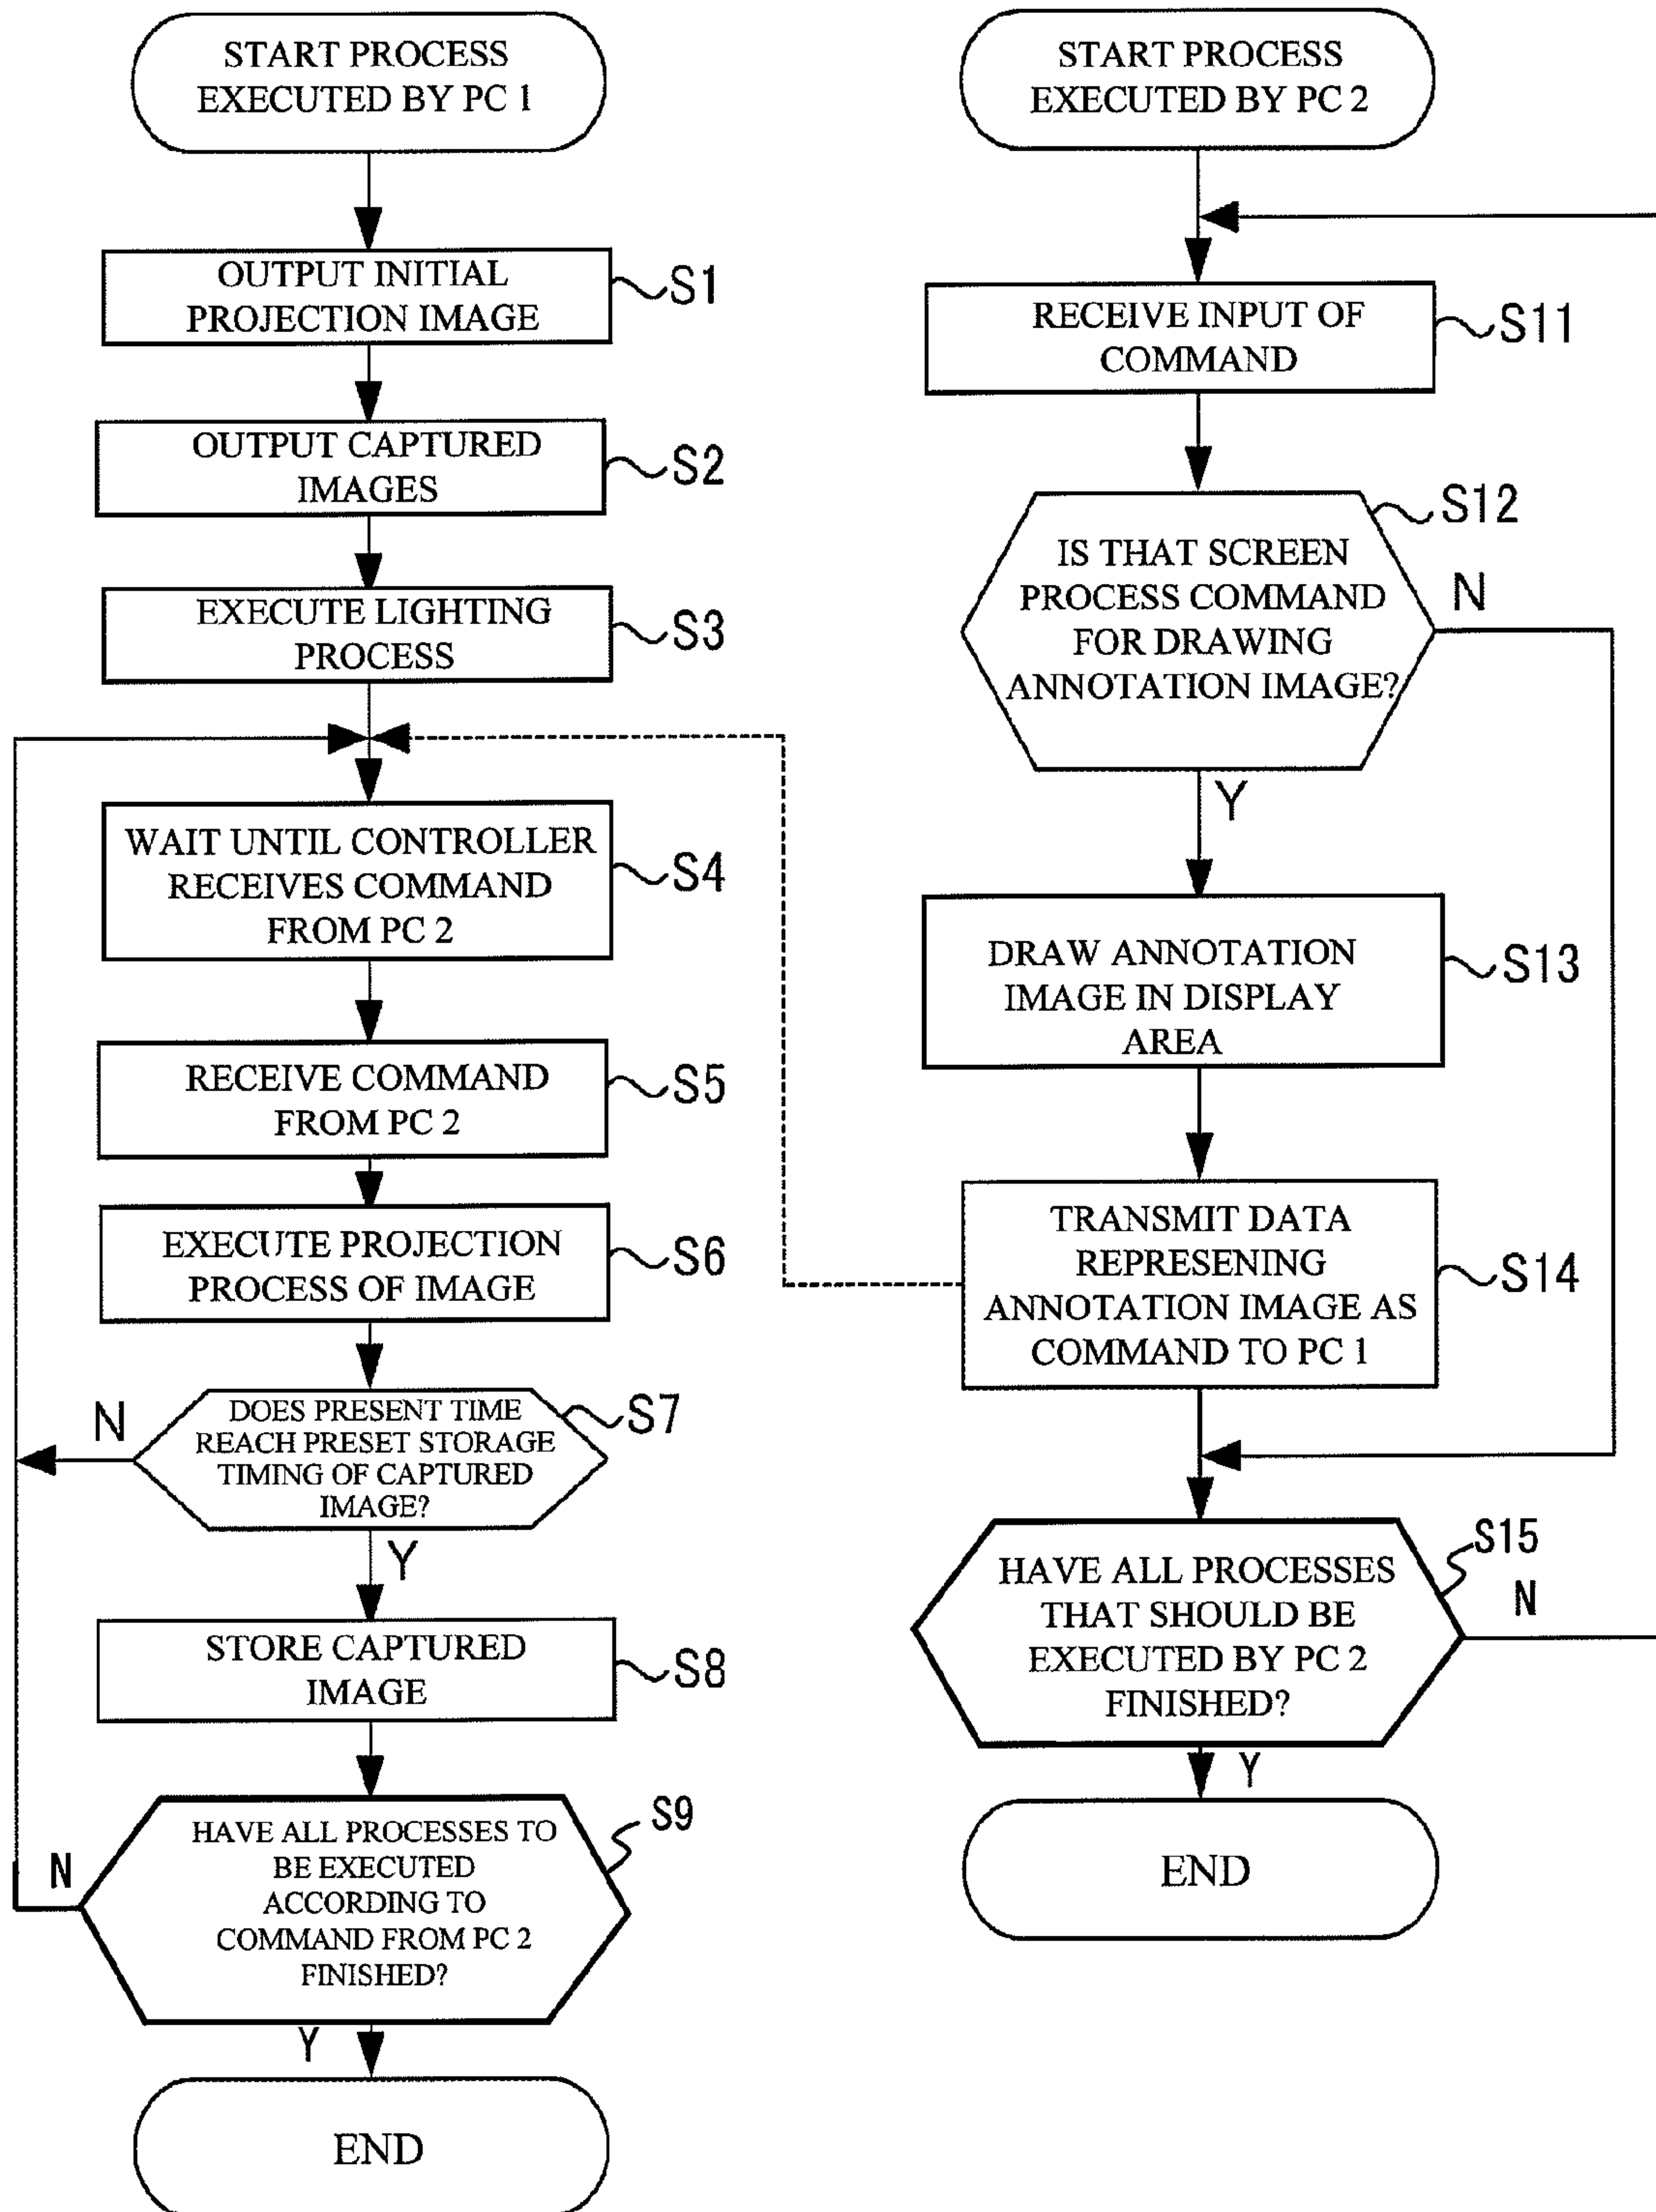 START PROCESS
EXECUTED BY PC 1
OUTPUT INITIAL
PROJECTION IMAGE
S1
OUTPUT CAPTURED
IMAGES
S2
EXECUTE LIGHTING
PROCESS
S3
WAIT UNTIL CONTROLLER
RECEIVES COMMAND
FROM PC 2
S4
RECEIVE COMMAND
FROM PC 2
S5
EXECUTE PROJECTION
PROCESS OF IMAGE
S6
DOES PRESENT TIME
REACH PRESET STORAGE
TIMING OF CAPTURED
IMAGE?
S7
N
Y
STORE CAPTURED
IMAGE
S8
HAVE ALL PROCESSES TO
BE EXECUTED
ACCORDING TO
COMMAND FROM PC 2
FINISHED?
S9
N
Y
END
START PROCESS
EXECUTED BY PC 2
RECEIVE INPUT OF
COMMAND
S11
IS THAT SCREEN
PROCESS COMMAND
FOR DRAWING
ANNOTATION IMAGE?
S12
N
Y
DRAW ANNOTATION
IMAGE IN DISPLAY
AREA
S13
TRANSMIT DATA
REPRESENING
ANNOTATION IMAGE AS
COMMAND TO PC 1
S14
HAVE ALL PROCESSES
THAT SHOULD BE
EXECUTED BY PC 2
FINISHED?
S15
N
Y
END